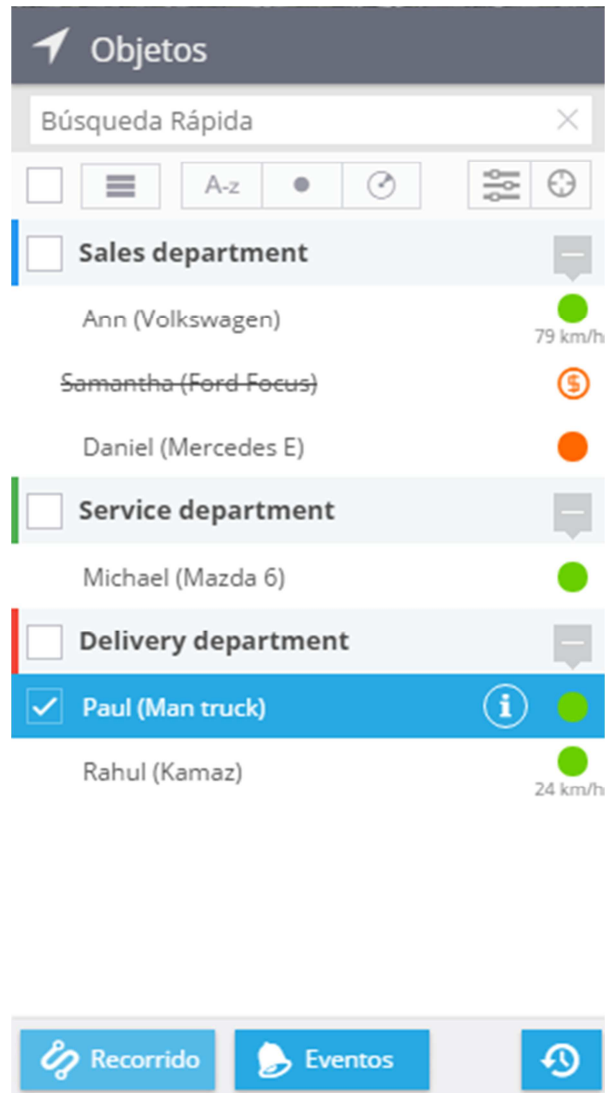 Objetos
Búsqueda Rápida
A-z
Sales department
Ann (Volkswagen)
79 km/h
Samantha (Ford Focus)
Daniel (Mercedes E)
Service department
Michael (Mazda 6)
Delivery department
Paul (Man truck)
Rahul (Kamaz)
24 km/h
Recorrido Eventos